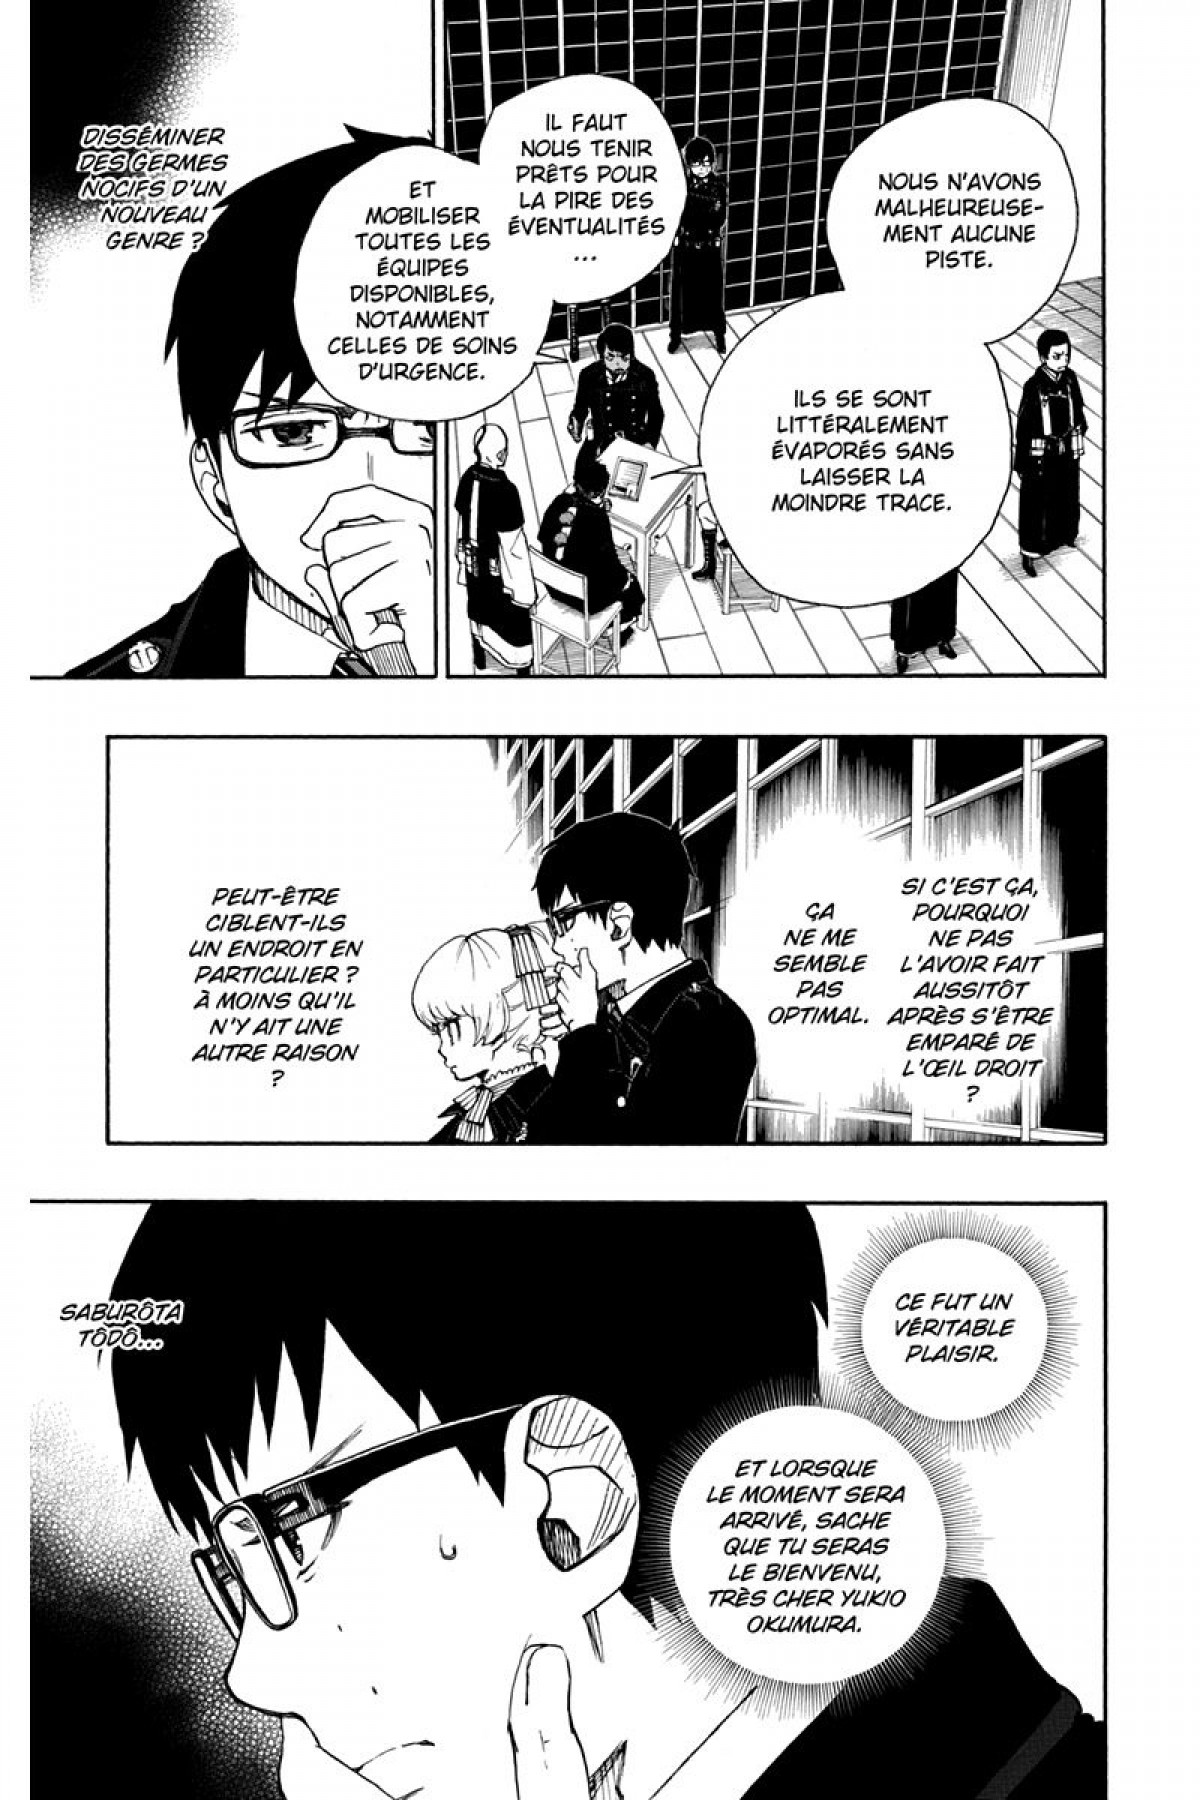 NOUS N'AVONS
MALHEUREUSE-
MENT AUCUNE
PISTE.
ILS SE SONT
LITTÉRALEMENT
ÉVAPORÉS SANS
LAISSER LA
MOINDRE TRACE.
IL FAUT
NOUS TENIR
PRÊTS POUR
LA PIRE DES
ÉVENTUALITÉS
...
ET
MOBILISER
TOUTES LES
ÉQUIPES
DISPONIBLES,
NOTAMMENT
CELLES DE SOINS
D'URGENCE.
DISSÉMINER
DES GERMES
NOCIFS D'UN
NOUVEAU
GENRE ?
SI C'EST ÇA,
POURQUOI
NE PAS
L'AVOIR FAIT
AUSSITÔT
APRÈS S'ÊTRE
EMPARÉ DE
L'ŒIL DROIT
?
ÇA
NE ME
SEMBLE
PAS
OPTIMAL.
PEUT-ÊTRE
CIBLENT-ILS
UN ENDROIT EN
PARTICULIER ?
À MOINS QU'IL
N'Y AIT UNE
AUTRE RAISON
?
CE FUT UN
VÉRITABLE
PLAISIR.
ET LORSQUE
LE MOMENT SERA
ARRIVÉ, SACHE
QUE TU SERAS
LE BIENVENU,
TRÈS CHER YUKIO
OKUMURA.
SABURÔTA
TÔDÔ...